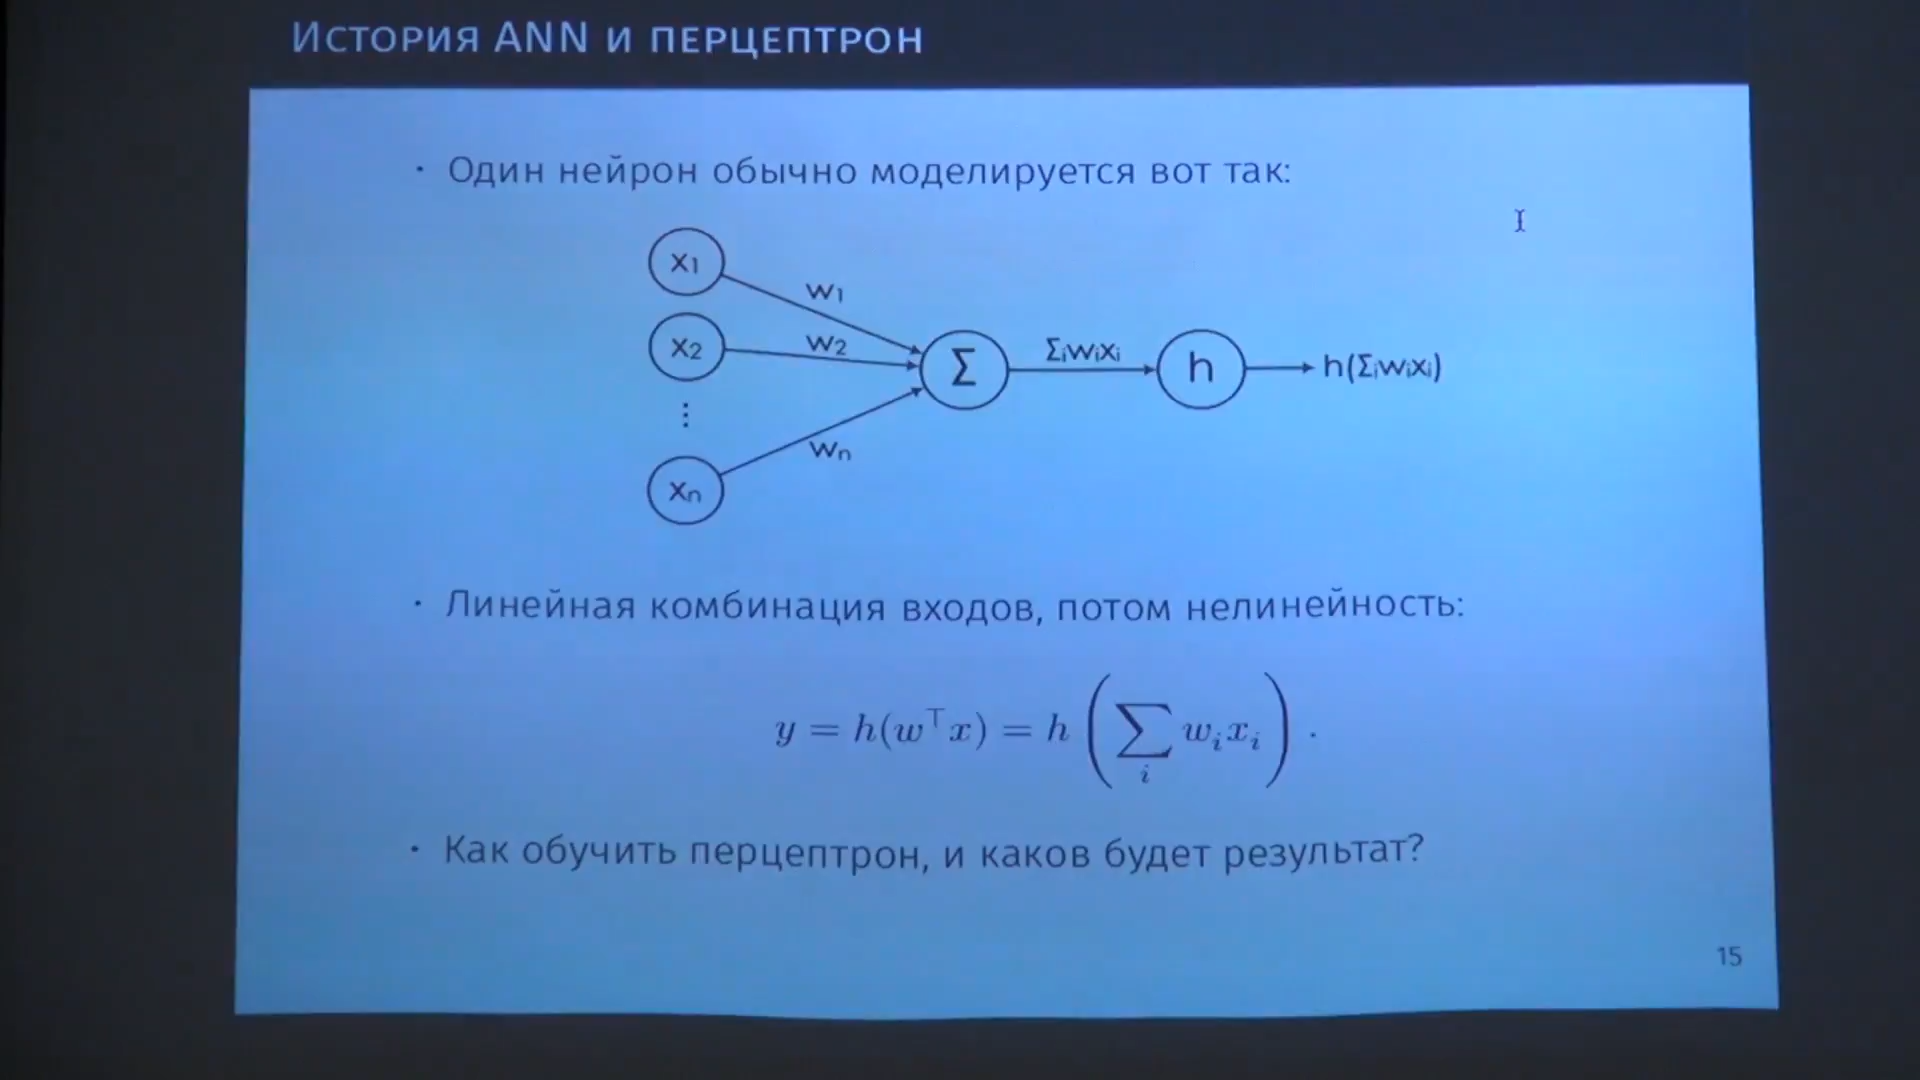 История ANN и перцептрон
· Один нейрон обычно моделируется вот так:
x₁
w₁
x₂
w₂
⋮
xₙ
wₙ
Σ
Σᵢwᵢxᵢ
h
h(Σᵢwᵢxᵢ)
· Линейная комбинация входов, потом нелинейность:
y = h(w⊤x) = h(∑ᵢ wᵢxᵢ).
· Как обучить перцептрон, и каков будет результат?
15